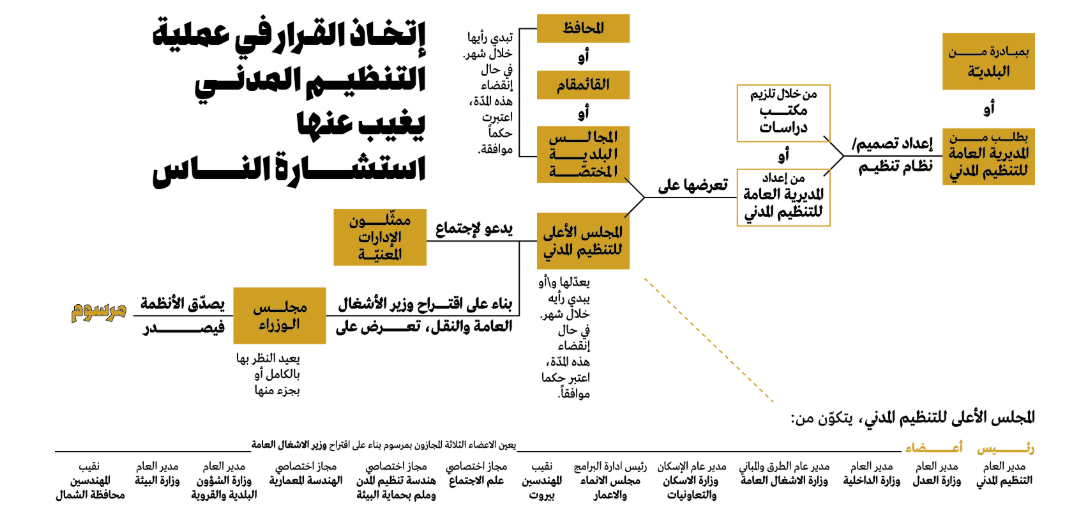 إتخاذ القرار في عملية
التنظيم المدني
يغيب عنها
استشارة الناس
بمبادرة من
البلديّة
أو
بطلب من
المديرية العامة
للتنظيم المدني
إعداد تصميم/
نظام تنظيم
من خلال تلزيم
مكتب
دراسات
أو
من إعداد
المديرية العامة
للتنظيم المدني
تعرضها على
المحافظ
أو
القائمقام
أو
المجالس
البلدية
المختصّة
تبدي رأيها
خلال شهر.
في حال
إنقضاء
هذه المدّة،
اعتبرت
حكماً
موافقة.
المجلس الأعلى
للتنظيم المدني
يعدّلها و\أو
يبدي رأيه
خلال شهر.
في حال
إنقضاء
هذه المدّة،
اعتبر حكما
موافقاً.
يدعو لإجتماع
ممثّلون
الإدارات
المعنيّة
بناء على اقتراح وزير الأشغال
العامة والنقل، تعرض على
مجلس
الوزراء
يعيد النظر بها
بالكامل أو
بجزء منها
يصدّق الأنظمة
فيصدر
مرسوم
المجلس الأعلى للتنظيم المدني، يتكوّن من:
رئيس
أعضاء
يعين الاعضاء الثلاثة المجازون بمرسوم بناء على اقتراح وزير الاشغال العامة
مدير العام
التنظيم المدني
مدير العام
وزارة العدل
مدير العام
وزارة الداخلية
مدير عام الطرق والمباني
وزارة الاشغال العامة
مدير عام الإسكان
وزارة الاسكان
والتعاونيات
رئيس ادارة البرامج
مجلس الانماء
والاعمار
نقيب
المهندسين
بيروت
مجاز اختصاصي
علم الاجتماع
مجاز اختصاصي
هندسة تنظيم المدن
وملم بحماية البيئة
مجاز اختصاصي
الهندسة المعمارية
مدير العام
وزارة الشؤون
البلدية والقروية
مدير العام
وزارة البيئة
نقيب
المهندسين
محافظة الشمال